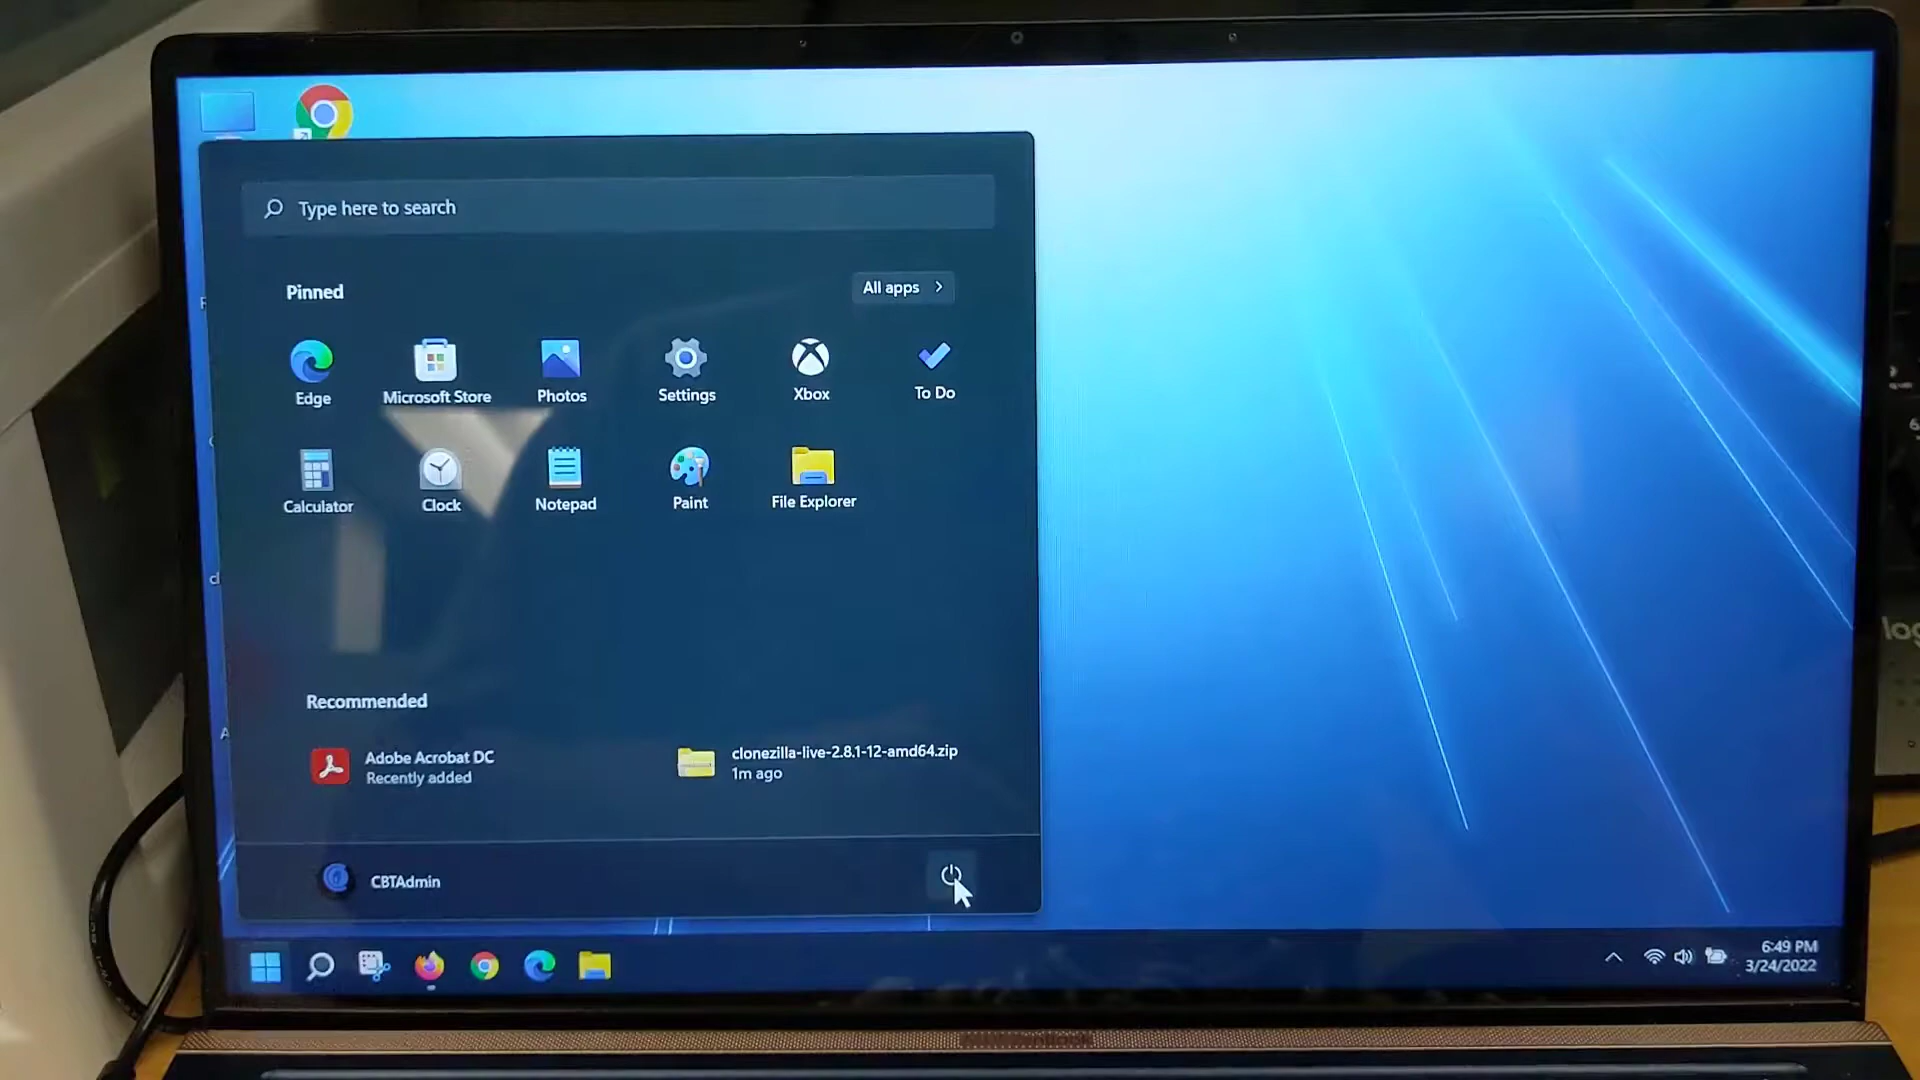 Type here to search
Pinned
All apps
Edge
Microsoft Store
Photos
Settings
Xbox
To Do
Calculator
Clock
Notepad
Paint
File Explorer
Recommended
Adobe Acrobat DC
Recently added
clonezilla-live-2.8.1-12-amd64.zip
1m ago
CBTAdmin
6:49 PM
3/24/2022
log